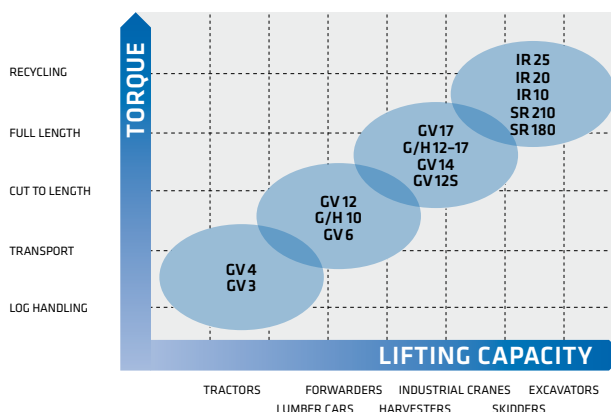 TORQUE
RECYCLING
FULL LENGTH
CUT TO LENGTH
TRANSPORT
LOG HANDLING
IR 25
IR 20
IR 10
SR 210
SR 180
GV 17
G/H 12–17
GV 14
GV 12S
GV 12
G/H 10
GV 6
GV 4
GV 3
LIFTING CAPACITY
TRACTORS FORWARDERS INDUSTRIAL CRANES EXCAVATORS
LUMBER CARS HARVESTERS SKIDDERS